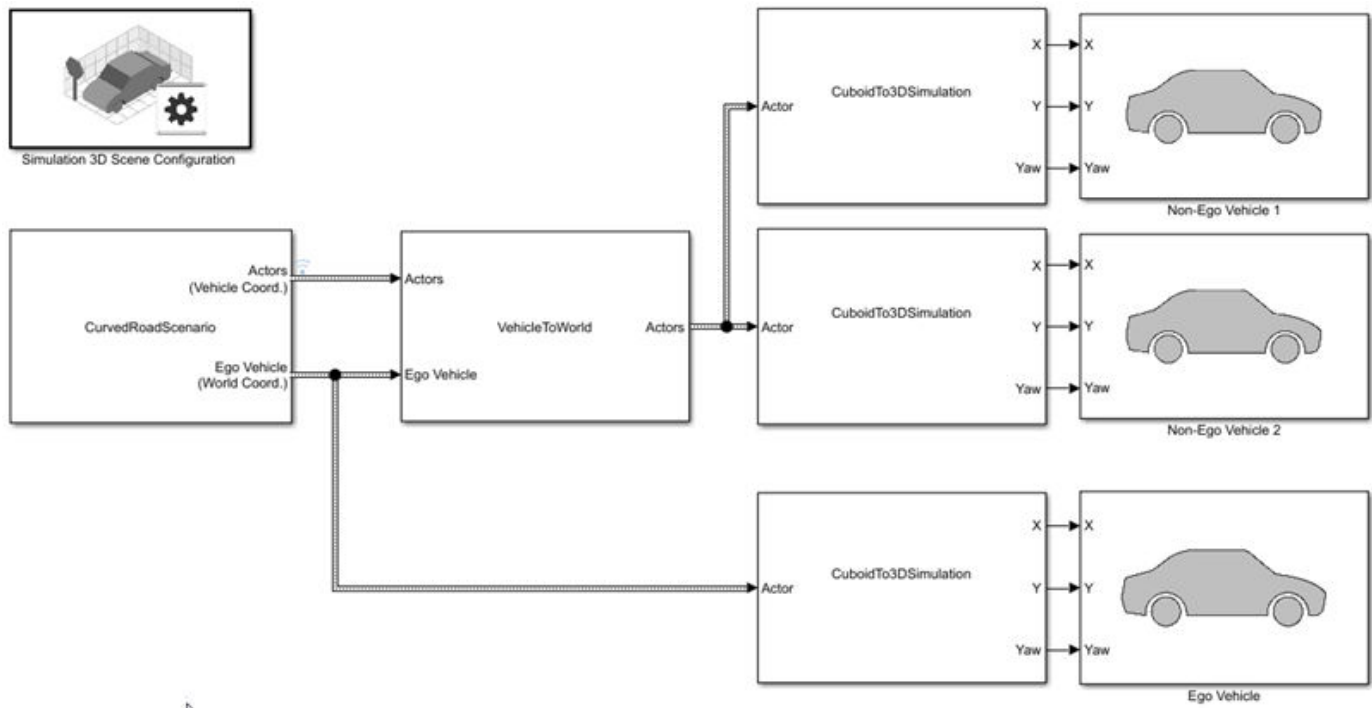 Simulation 3D Scene Configuration
CurvedRoadScenario
Actors
(Vehicle Coord.)
Ego Vehicle
(World Coord.)
Actors
Ego Vehicle
VehicleToWorld
Actors
Actor
CuboidTo3DSimulation
X
Y
Yaw
X
Y
Yaw
Non-Ego Vehicle 1
Actor
CuboidTo3DSimulation
X
Y
Yaw
X
Y
Yaw
Non-Ego Vehicle 2
Actor
CuboidTo3DSimulation
X
Y
Yaw
X
Y
Yaw
Ego Vehicle